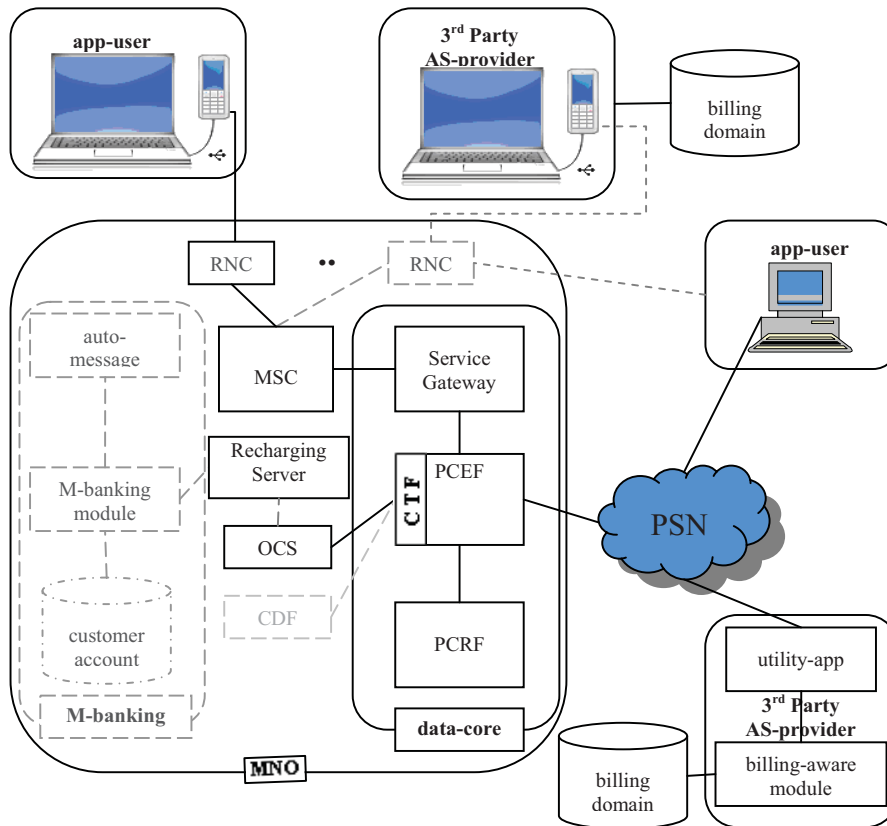 app-user
3rd Party
AS-provider
billing
domain
RNC
••
RNC
app-user
auto-
message
MSC
Service
Gateway
Recharging
Server
CTF
PCEF
M-banking
module
PSN
OCS
CDF
customer
account
PCRF
utility-app
M-banking
data-core
3rd Party
AS-provider
MNO
billing
domain
billing-aware
module